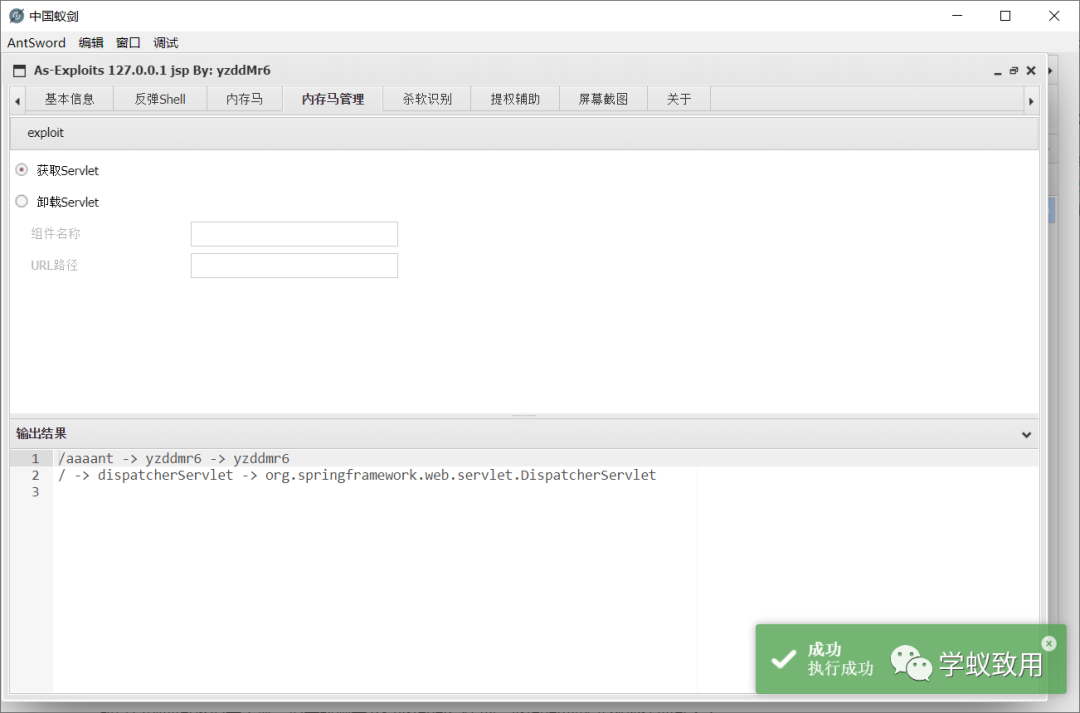 中国蚁剑
AntSword 编辑 窗口 调试
As-Exploits 127.0.0.1 jsp By: yzddMr6
基本信息 反弹Shell 内存马 内存马管理 杀软识别 提权辅助 屏幕截图 关于
exploit
获取Servlet
卸载Servlet
组件名称
URL路径
输出结果
1 /aaaant -> yzddmr6 -> yzddmr6
2 / -> dispatcherServlet -> org.springframework.web.servlet.DispatcherServlet
3
成功
执行成功
学蚁致用